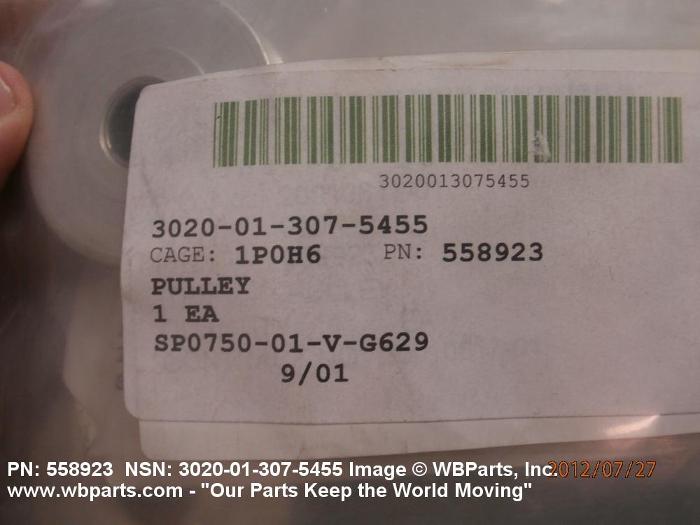 3020013075455
3020-01-307-5455
CAGE: 1P0H6 PN: 558923
PULLEY
1 EA
SP0750-01-V-G629
9/01
PN: 558923 NSN: 3020-01-307-5455 Image © WBParts, Inc. 2012/07/27
www.wbparts.com - "Our Parts Keep the World Moving"